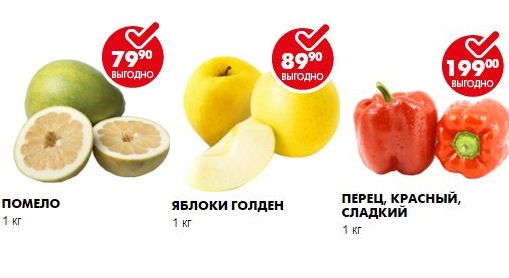 79⁹⁰
ВЫГОДНО
ПОМЕЛО
1 кг
89⁹⁰
ВЫГОДНО
ЯБЛОКИ ГОЛДЕН
1 кг
199⁰⁰
ВЫГОДНО
ПЕРЕЦ, КРАСНЫЙ,
СЛАДКИЙ
1 кг